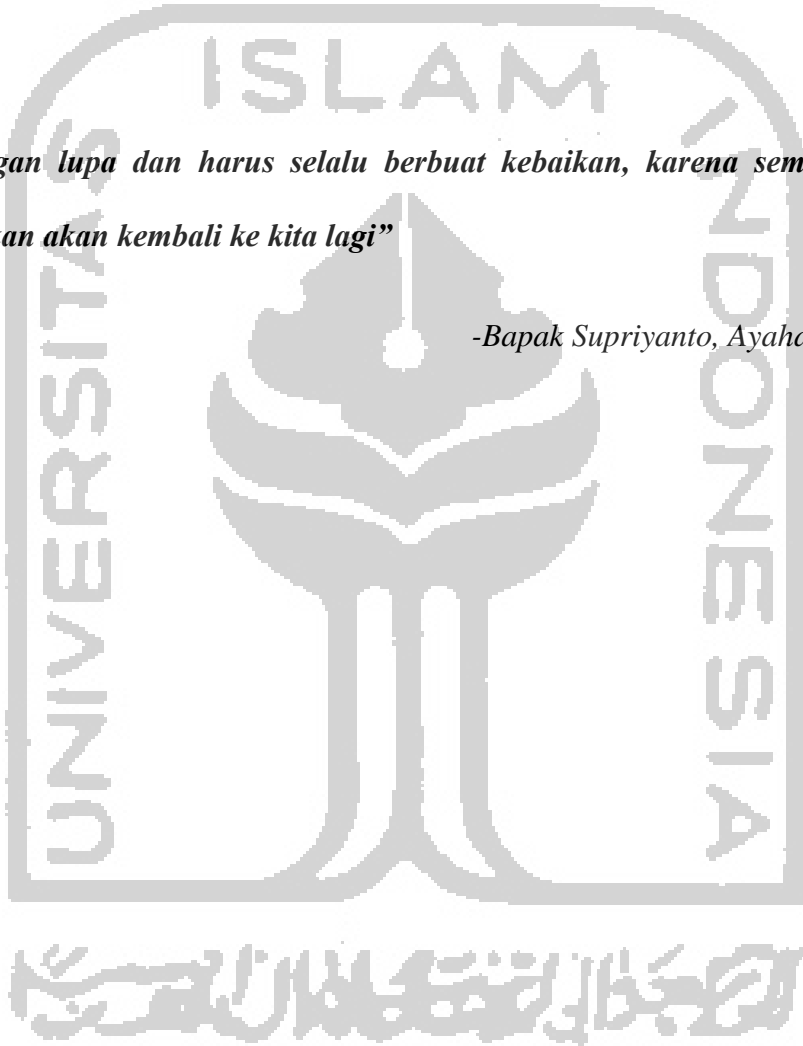 ISLAM
UNIVERSITAS
INDONESIA
gan lupa dan harus selalu berbuat kebaikan, karena sem
kan akan kembali ke kita lagi”
-Bapak Supriyanto, Ayaha